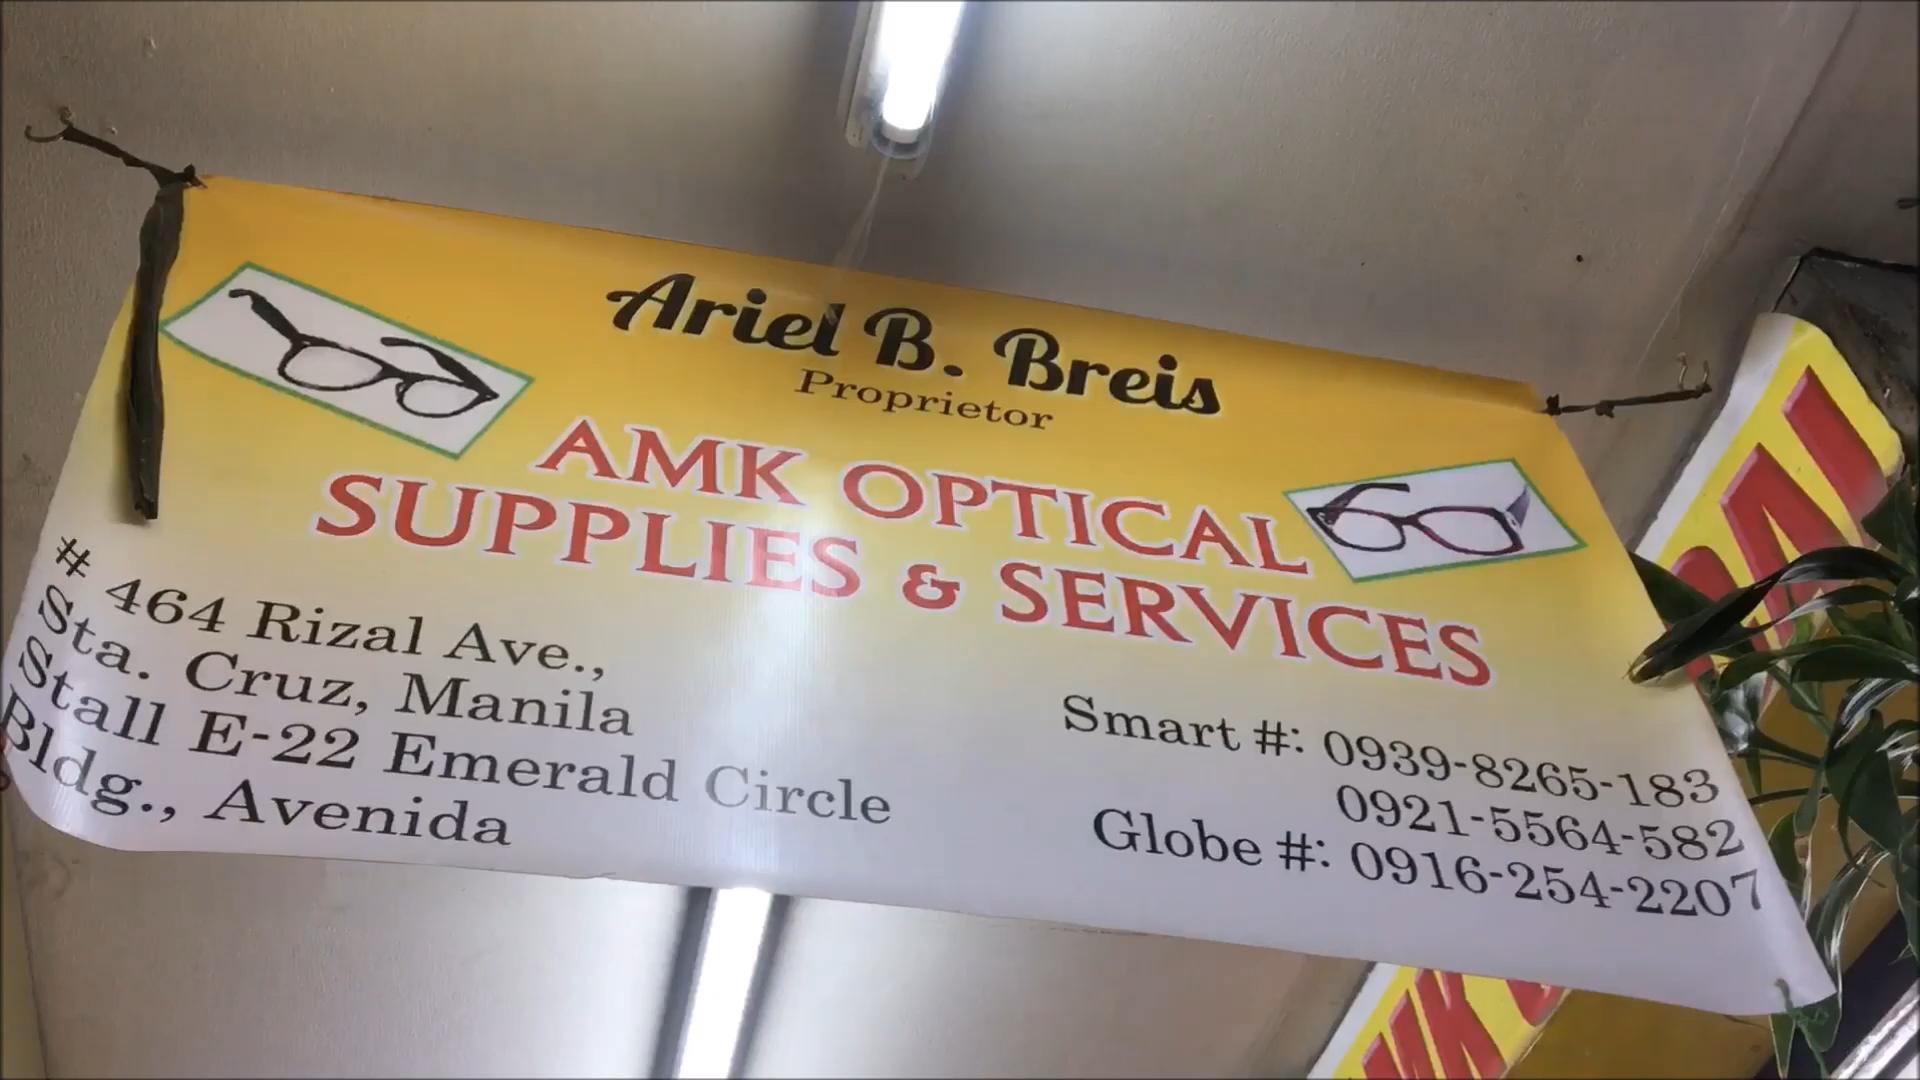 Ariel B. Breis
Proprietor
AMK OPTICAL
SUPPLIES & SERVICES
# 464 Rizal Ave.,
Sta. Cruz, Manila
Stall E-22 Emerald Circle
Bldg., Avenida
Smart #: 0939-8265-183
0921-5564-582
Globe #: 0916-254-2207